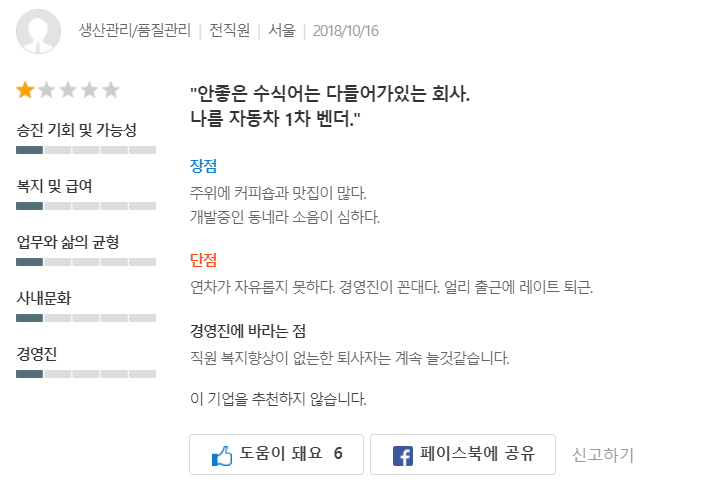 생산관리/품질관리 | 전직원 | 서울 | 2018/10/16
"안좋은 수식어는 다들어가있는 회사.
나름 자동차 1차 벤더."
승진 기회 및 가능성
복지 및 급여
업무와 삶의 균형
사내문화
경영진
장점
주위에 커피숍과 맛집이 많다.
개발중인 동네라 소음이 심하다.
단점
연차가 자유롭지 못하다. 경영진이 꼰대다. 얼리 출근에 레이트 퇴근.
경영진에 바라는 점
직원 복지향상이 없는한 퇴사자는 계속 늘것같습니다.
이 기업을 추천하지 않습니다.
도움이 돼요 6
페이스북에 공유
신고하기